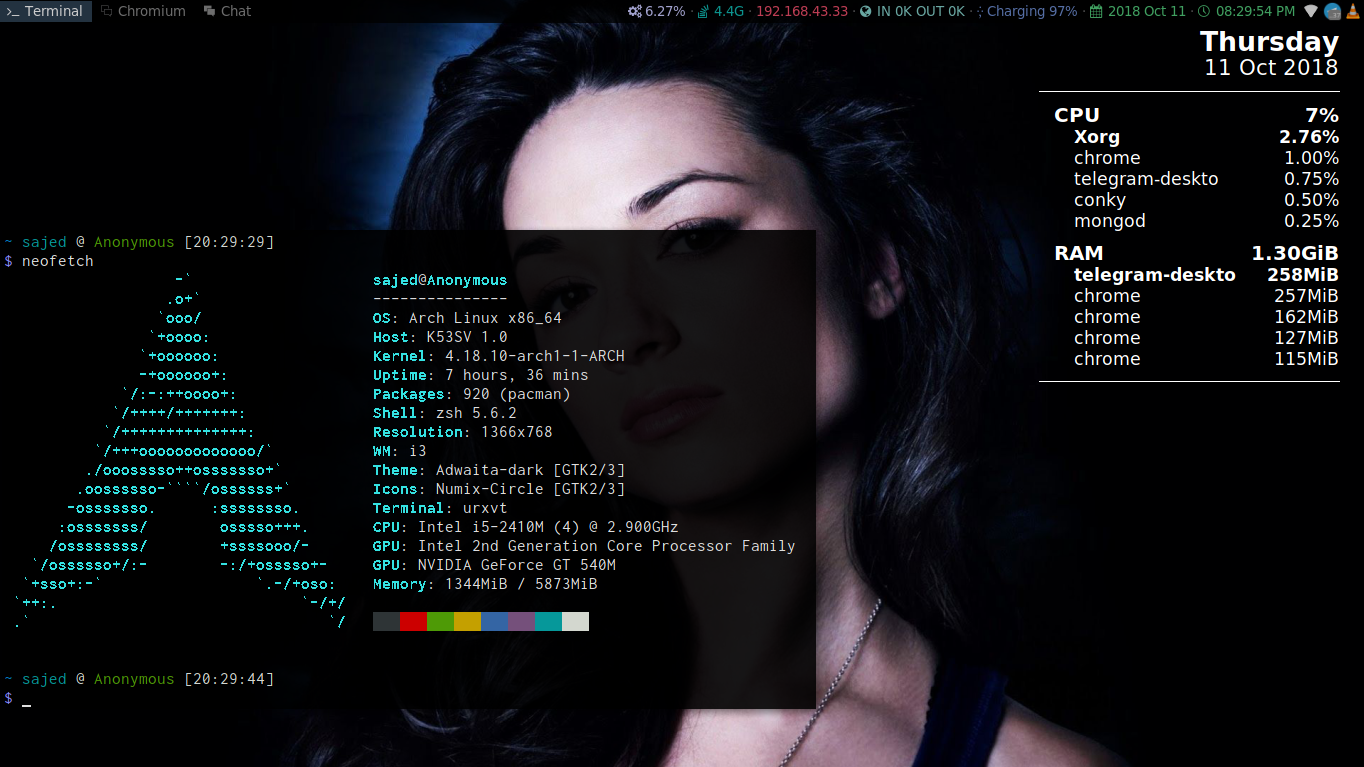 Terminal Chromium Chat 6.27% · 4.4G · 192.168.43.33 · IN 0K OUT 0K · Charging 97% · 2018 Oct 11 · 08:29:54 PM
Thursday
11 Oct 2018
CPU 7%
Xorg 2.76%
chrome 1.00%
telegram-deskto 0.75%
conky 0.50%
mongod 0.25%
RAM 1.30GiB
telegram-deskto 258MiB
chrome 257MiB
chrome 162MiB
chrome 127MiB
chrome 115MiB
~ sajed @ Anonymous [20:29:29]
$ neofetch
-`
.o+`
`ooo/
`+oooo:
`+oooooo:
-+oooooo+:
`/:-:++oooo+:
`/++++/+++++++:
`/++++++++++++++:
`/+++ooooooooooooo/`
./ooosssso++osssssso+`
.oossssso-````/ossssss+`
-osssssso. :ssssssso.
:osssssss/ osssso+++.
/ossssssss/ +ssssooo/-
`/ossssso+/:- -:/+osssso+-
`+sso+:-` `.-/+oso:
`++:. `-/+/
.` `/
sajed@Anonymous
---------------
OS: Arch Linux x86_64
Host: K53SV 1.0
Kernel: 4.18.10-arch1-1-ARCH
Uptime: 7 hours, 36 mins
Packages: 920 (pacman)
Shell: zsh 5.6.2
Resolution: 1366x768
WM: i3
Theme: Adwaita-dark [GTK2/3]
Icons: Numix-Circle [GTK2/3]
Terminal: urxvt
CPU: Intel i5-2410M (4) @ 2.900GHz
GPU: Intel 2nd Generation Core Processor Family
GPU: NVIDIA GeForce GT 540M
Memory: 1344MiB / 5873MiB
~ sajed @ Anonymous [20:29:44]
$ _